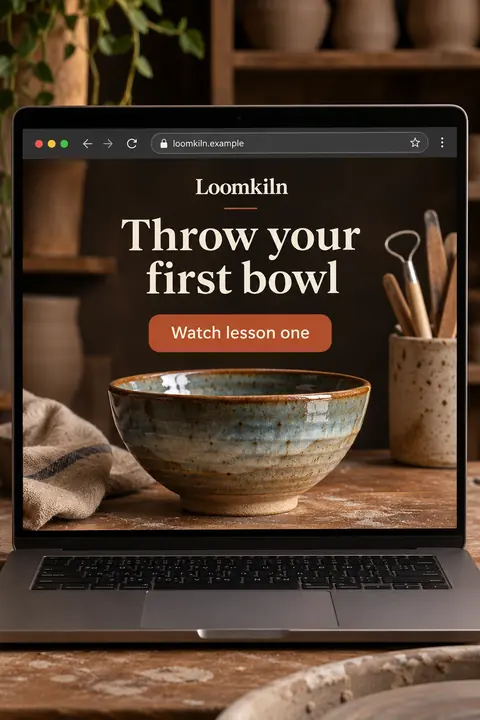 loomkiln.example
Loomkiln
Throw your
first bowl
Watch lesson one